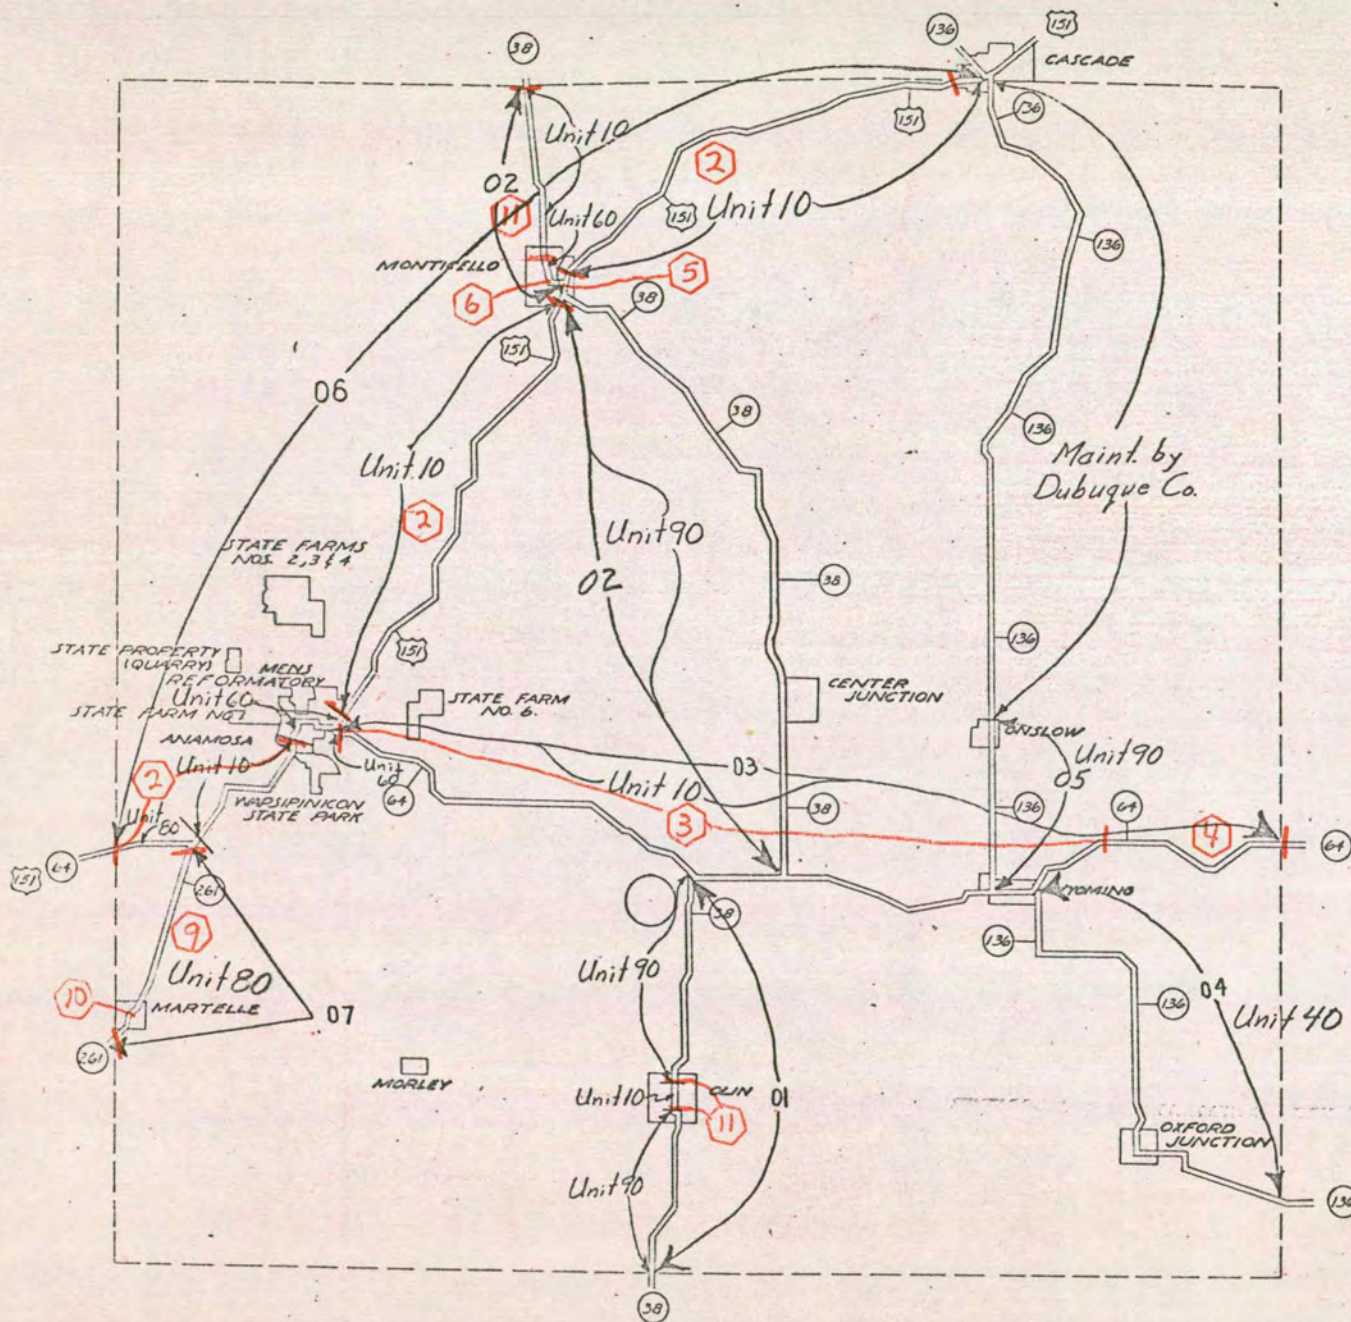 136
151
CASCADE
38
136
151
Unit 10
02
2
11
Unit 60
151
Unit 10
136
136
MONTICELLO
5
6
38
151
06
38
136
Unit 10
Maint. by
Dubuque Co.
2
Unit 90
STATE FARMS
NOS. 2,3 & 4
02
38
151
136
STATE PROPERTY
(QUARRY)
MENS
REFORMATORY
Unit 60
STATE FARM NO. 1
STATE FARM
NO. 6.
CENTER
JUNCTION
ONSLOW
ANAMOSA
Unit 10
Unit
60
64
03
Unit 90
05
2
WAPSIPINICON
STATE PARK
Unit 10
Unit
80
38
136
64
3
4
64
151
64
261
WYOMING
9
38
136
Unit 90
136
04
Unit 40
Unit 80
10
MARTELLE
07
261
MORLEY
Unit 10
OLIN
01
11
OXFORD
JUNCTION
Unit 90
136
38